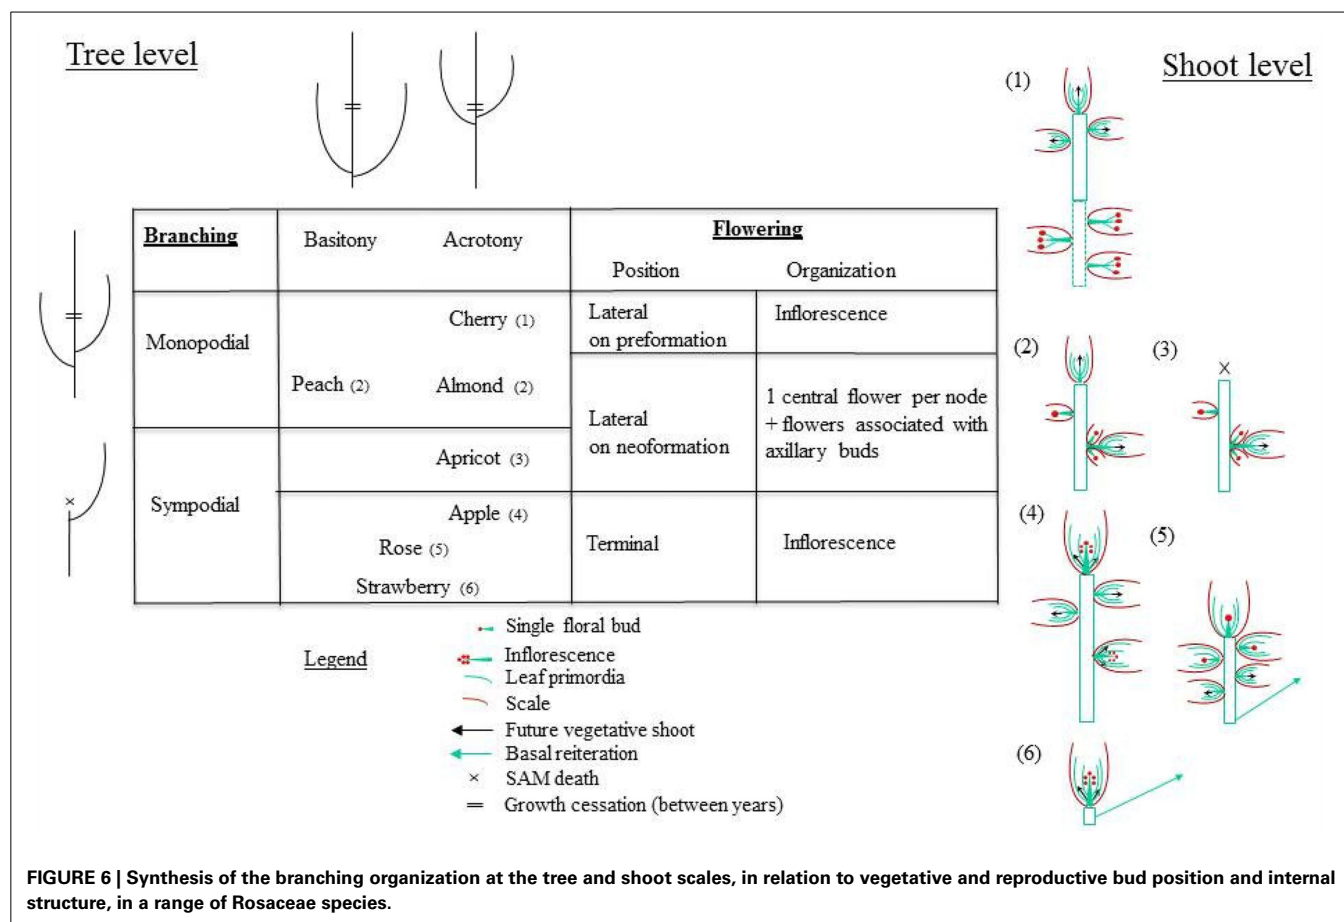 Tree level
Shoot level
(1)
Branching
Basitony
Acrotony
Flowering
Position
Organization
Monopodial
Cherry (1)
Lateral
on preformation
Inflorescence
Peach (2)
Almond (2)
Lateral
on neoformation
1 central flower per node
+ flowers associated with
axillary buds
(2)
(3)
×
Apricot (3)
×
Sympodial
Apple (4)
Rose (5)
Strawberry (6)
Terminal
Inflorescence
(4)
(5)
(6)
Legend
Single floral bud
Inflorescence
Leaf primordia
Scale
Future vegetative shoot
Basal reiteration
× SAM death
= Growth cessation (between years)
FIGURE 6 | Synthesis of the branching organization at the tree and shoot scales, in relation to vegetative and reproductive bud position and internal
structure, in a range of Rosaceae species.